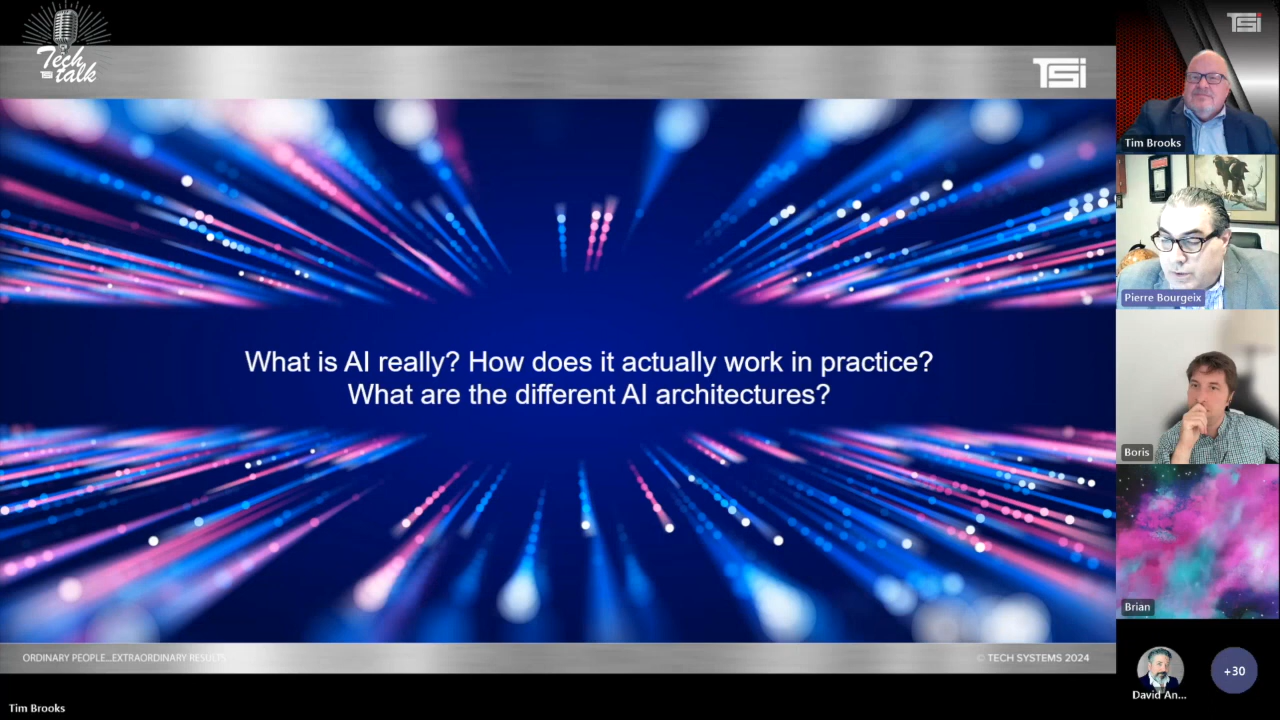 Tech
TSI talk
TSi
TSi
Tim Brooks
Pierre Bourgeix
What is AI really? How does it actually work in practice?
What are the different AI architectures?
Boris
Brian
ORDINARY PEOPLE...EXTRAORDINARY RESULTS
© TECH SYSTEMS 2024
David An...
+30
Tim Brooks